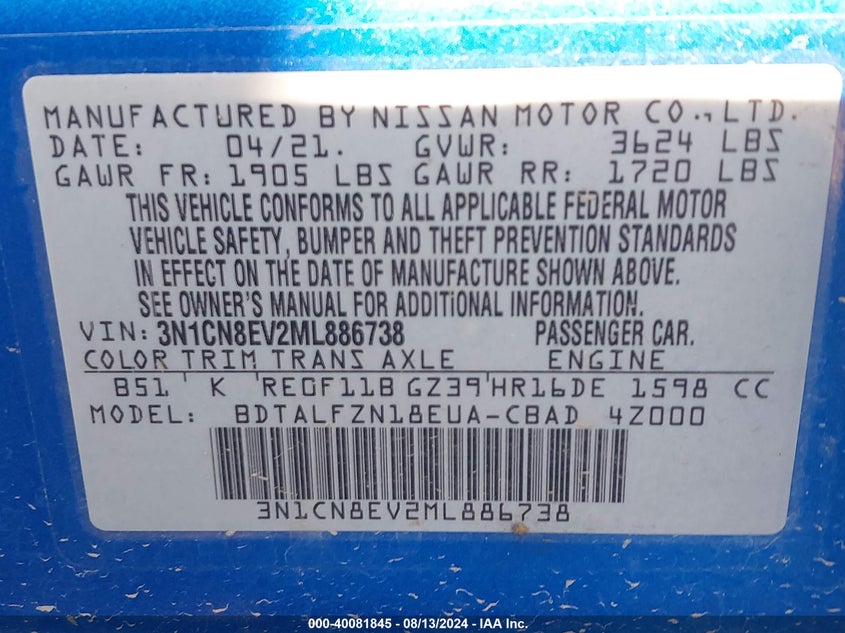 MANUFACTURED BY NISSAN MOTOR CO., LTD.
DATE: 04/21. GVWR: 3624 LBS
GAWR FR: 1905 LBS GAWR RR: 1720 LBS
THIS VEHICLE CONFORMS TO ALL APPLICABLE FEDERAL MOTOR
VEHICLE SAFETY, BUMPER AND THEFT PREVENTION STANDARDS
IN EFFECT ON THE DATE OF MANUFACTURE SHOWN ABOVE.
SEE OWNER'S MANUAL FOR ADDITIONAL INFORMATION.
VIN: 3N1CN8EV2ML886738 PASSENGER CAR.
COLOR TRIM TRANS AXLE ENGINE
B51 K RE0F11B GZ39 HR16DE 1598 CC
MODEL: BDTALFZN18EUA-CBAD 4Z000
3N1CN8EV2ML886738
000-40081845 - 08/13/2024 - IAA Inc.